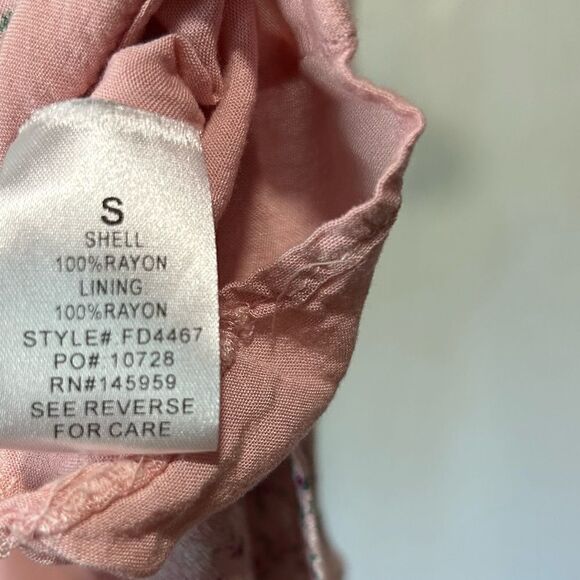 S
SHELL
100%RAYON
LINING
100%RAYON
STYLE#.FD4467
PO# 10728
RN#145959
SEE REVERSE
FOR CARE